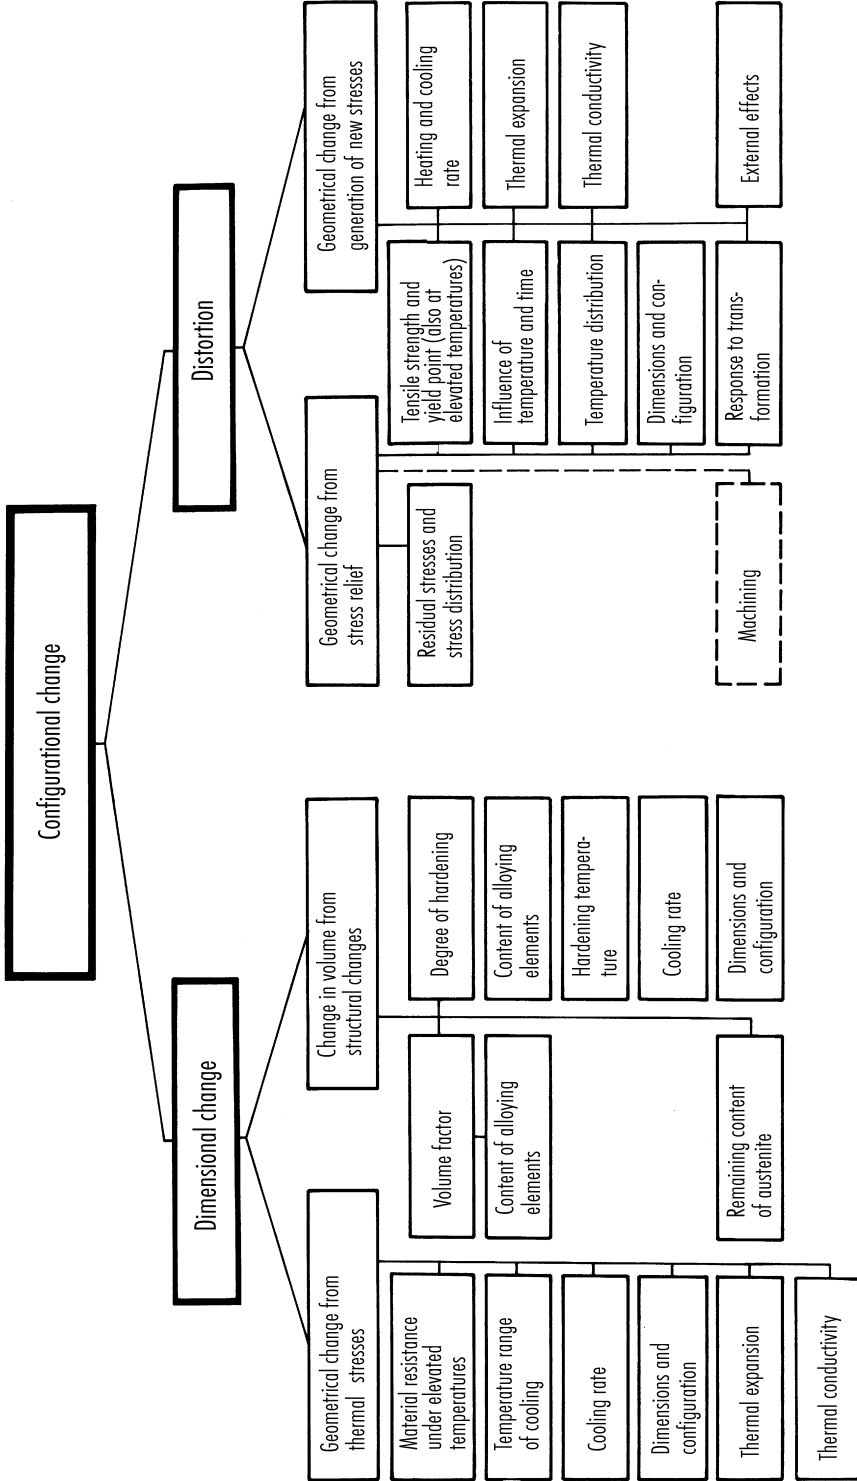 Configurational change
Dimensional change
Distortion
Geometrical change from
thermal stresses
Change in volume from
structural changes
Geometrical change from
stress relief
Geometrical change from
generation of new stresses
Material resistance
under elevated
temperatures
Temperature range
of cooling
Cooling rate
Dimensions and
configuration
Thermal expansion
Thermal conductivity
Volume factor
Content of alloying
elements
Remaining content
of austenite
Degree of hardening
Content of alloying
elements
Hardening tempera-
ture
Cooling rate
Dimensions and
configuration
Residual stresses and
stress distribution
Machining
Tensile strength and
yield point (also at
elevated temperatures)
Influence of
temperature and time
Temperature distribution
Dimensions and con-
figuration
Response to trans-
formation
Heating and cooling
rate
Thermal expansion
Thermal conductivity
External effects